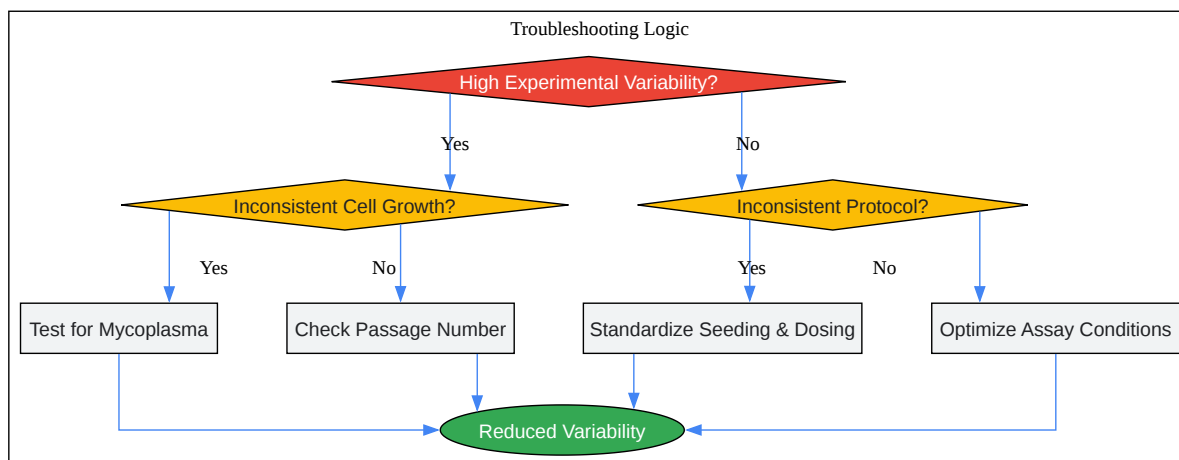 Troubleshooting Logic
High Experimental Variability?
Yes
No
Inconsistent Cell Growth?
Inconsistent Protocol?
Yes
No
Yes
No
Test for Mycoplasma
Check Passage Number
Standardize Seeding & Dosing
Optimize Assay Conditions
Reduced Variability